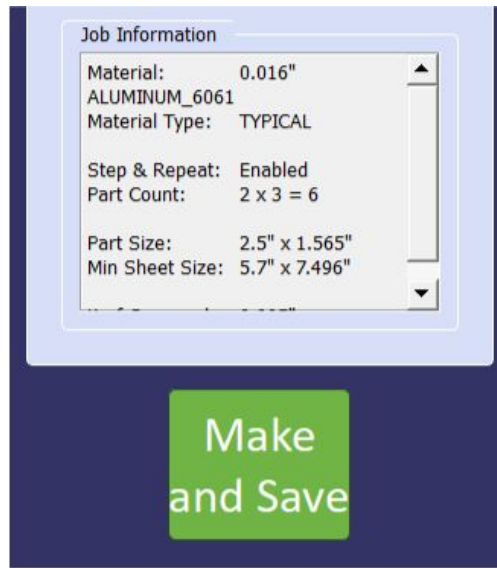 Job Information
Material: 0.016"
ALUMINUM_6061
Material Type: TYPICAL
Step & Repeat: Enabled
Part Count: 2 x 3 = 6
Part Size: 2.5" x 1.565"
Min Sheet Size: 5.7" x 7.496"
Make
and Save